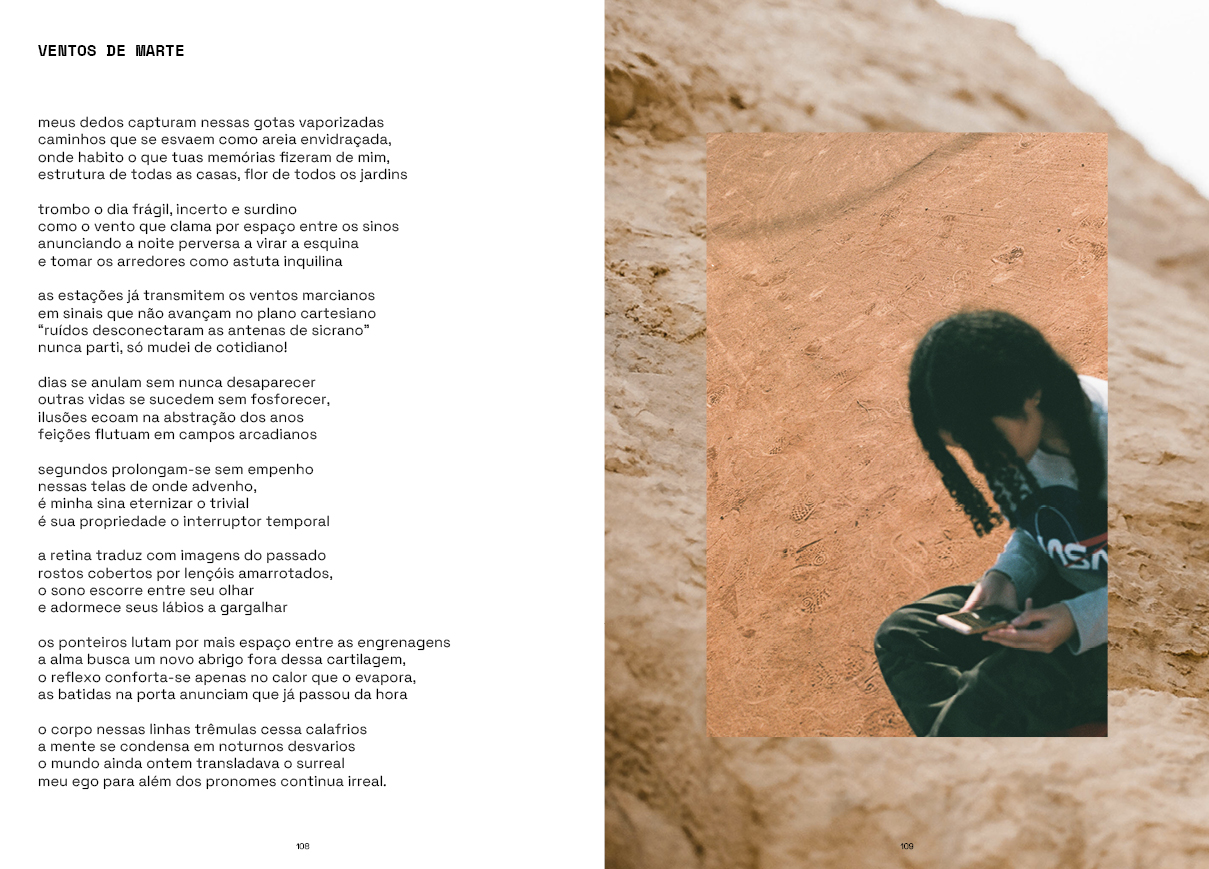 VENTOS DE MARTE
meus dedos capturam nessas gotas vaporizadas
caminhos que se esvaem como areia envidraçada,
onde habito o que tuas memórias fizeram de mim,
estrutura de todas as casas, flor de todos os jardins
trombo o dia frágil, incerto e surdino
como o vento que clama por espaço entre os sinos
anunciando a noite perversa a virar a esquina
e tomar os arredores como astuta inquilina
as estações já transmitem os ventos marcianos
em sinais que não avançam no plano cartesiano
“ruídos desconectaram as antenas de sicrano”
nunca parti, só mudei de cotidiano!
dias se anulam sem nunca desaparecer
outras vidas se sucedem sem fosforecer,
ilusões ecoam na abstração dos anos
feições flutuam em campos arcadianos
segundos prolongam-se sem empenho
nessas telas de onde advenho,
é minha sina eternizar o trivial
é sua propriedade o interruptor temporal
a retina traduz com imagens do passado
rostos cobertos por lençóis amarrotados,
o sono escorre entre seu olhar
e adormece seus lábios a gargalhar
os ponteiros lutam por mais espaço entre as engrenagens
a alma busca um novo abrigo fora dessa cartilagem,
o reflexo conforta-se apenas no calor que o evapora,
as batidas na porta anunciam que já passou da hora
o corpo nessas linhas trêmulas cessa calafrios
a mente se condensa em noturnos desvarios
o mundo ainda ontem transladava o surreal
meu ego para além dos pronomes continua irreal.
108
NASA
109